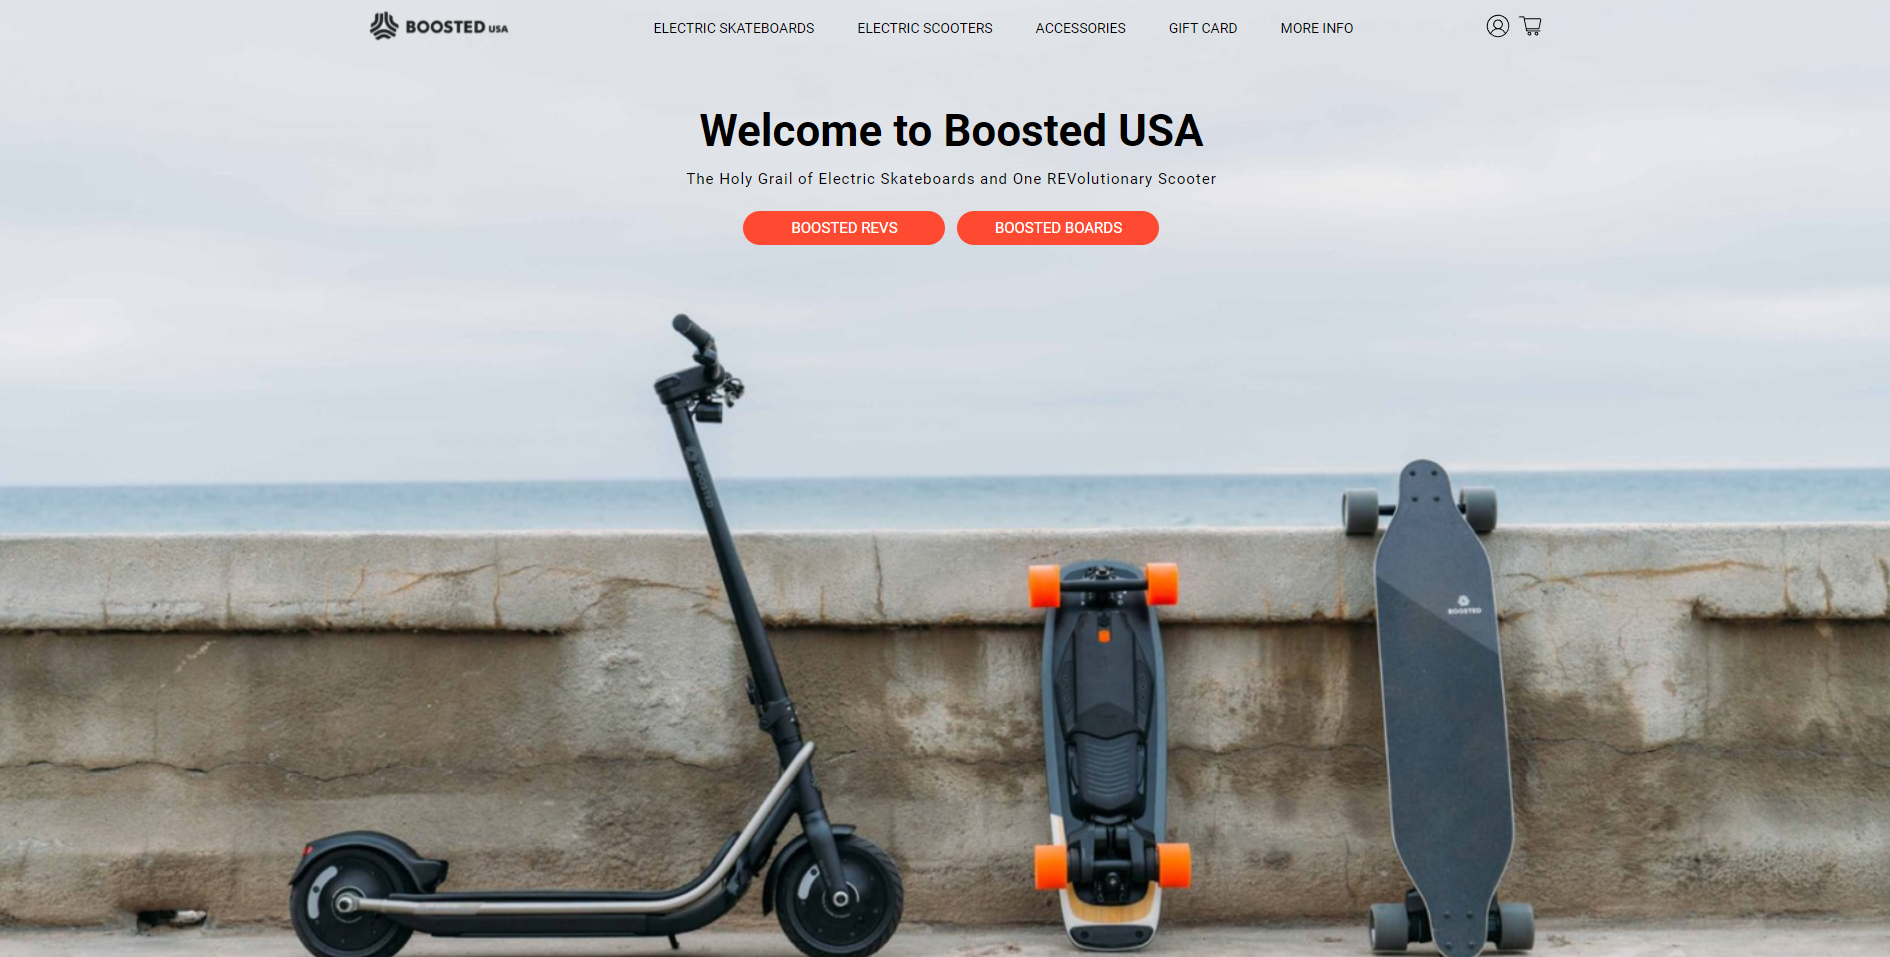 BOOSTED USA
ELECTRIC SKATEBOARDS
ELECTRIC SCOOTERS
ACCESSORIES
GIFT CARD
MORE INFO
Welcome to Boosted USA
The Holy Grail of Electric Skateboards and One REVolutionary Scooter
BOOSTED REVS
BOOSTED BOARDS
BOOSTED
BOOSTED